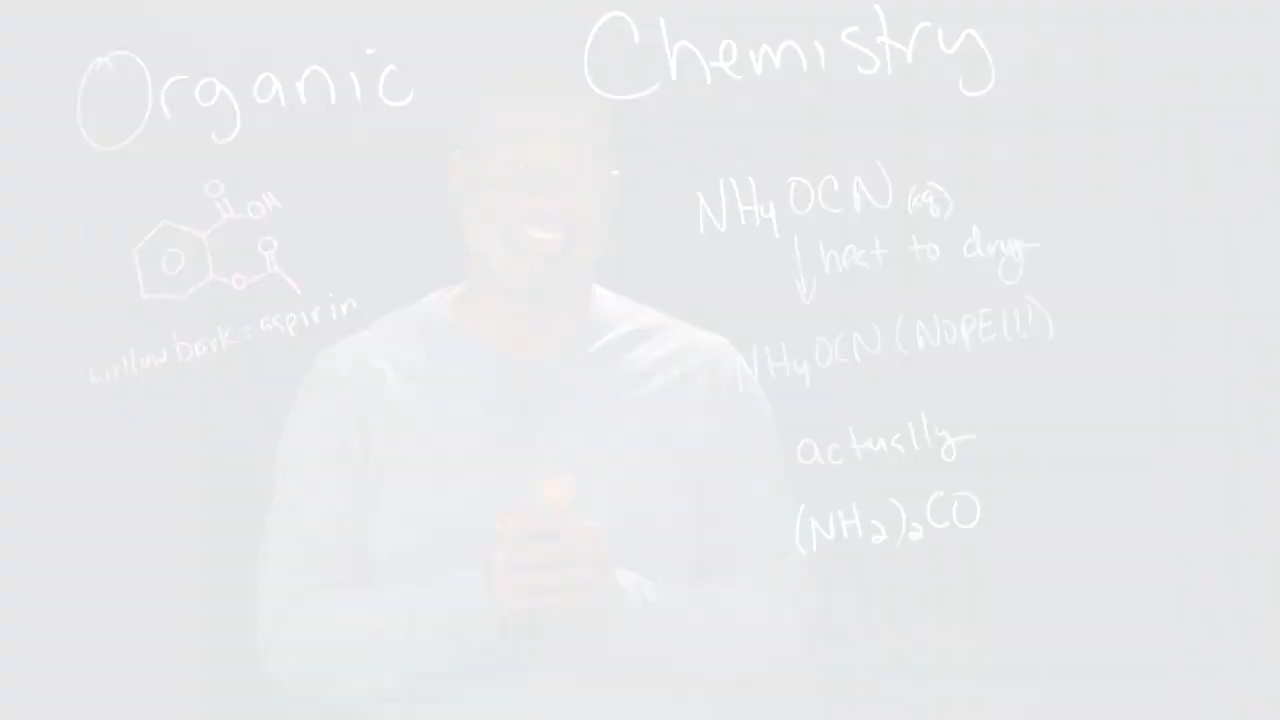 Organic Chemistry
O
OH
O
O
willow bark = aspirin
NH4OCN (aq)
heat to dry
NH4OCN (NOPE!!!)
actually
(NH2)2CO